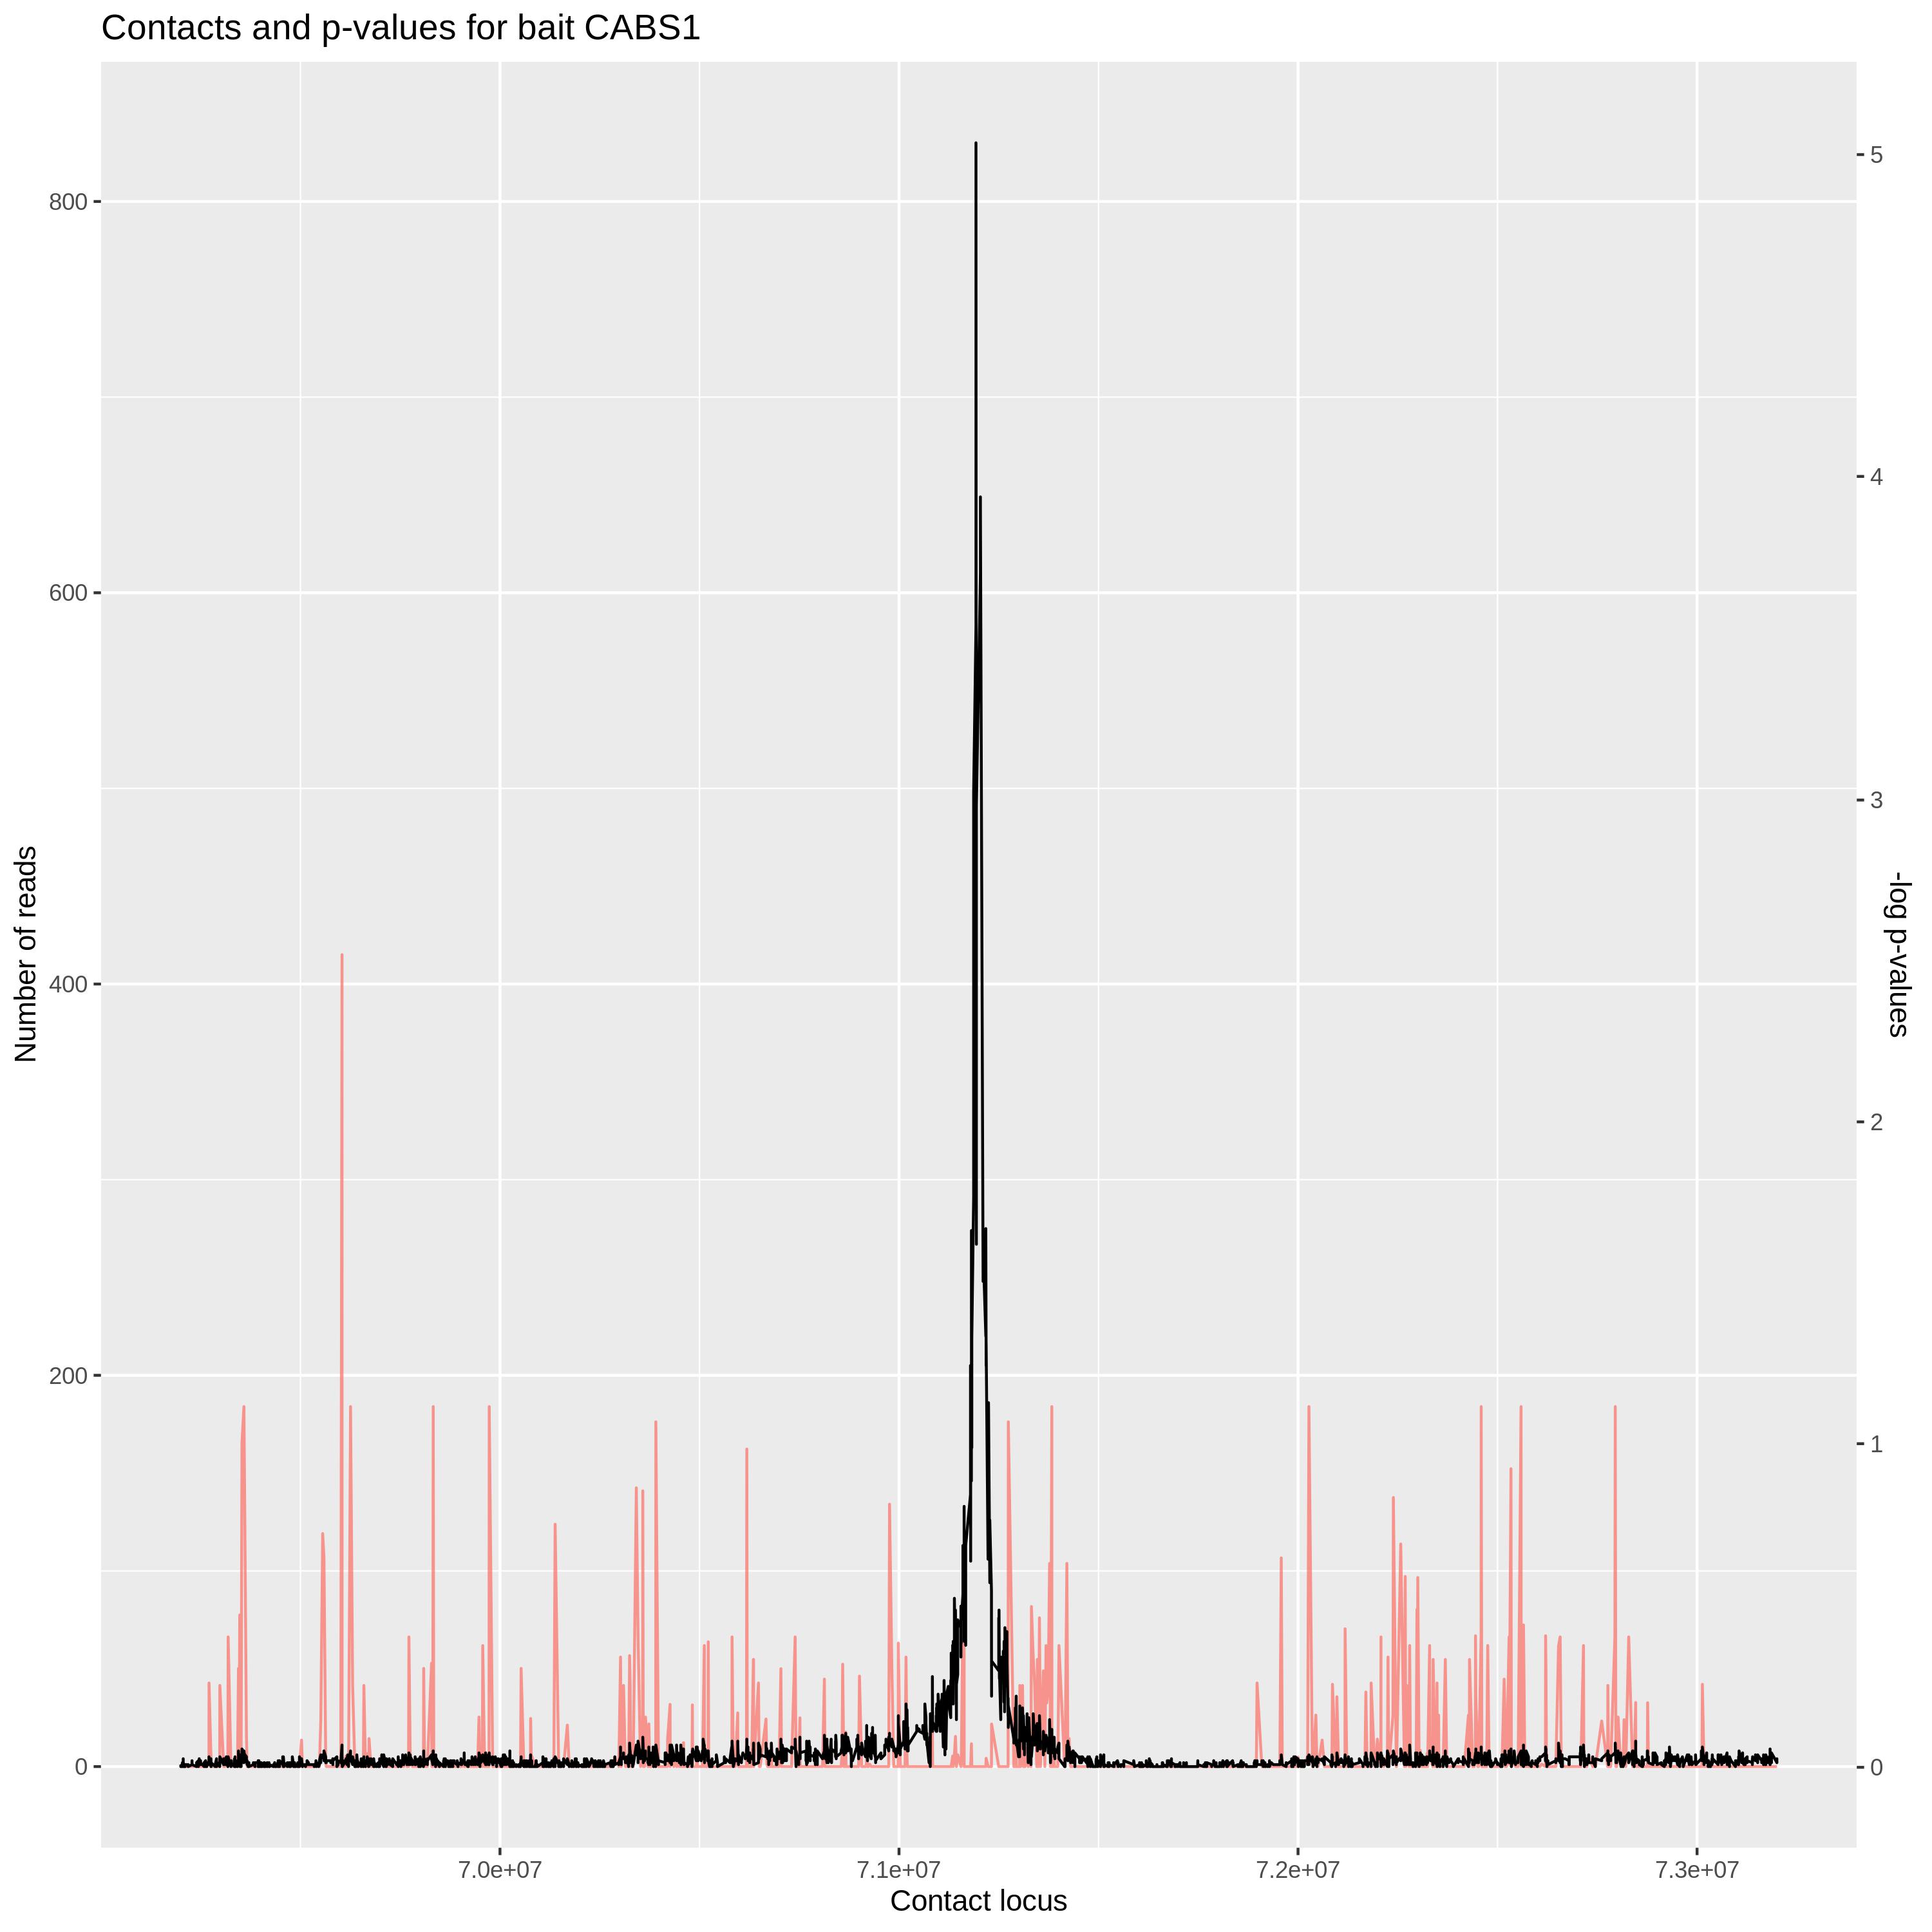 Contacts and p-values for bait CABS1
Number of reads
800
600
400
200
0
5
4
3
2
1
0
-log p-values
7.0e+07
7.1e+07
7.2e+07
7.3e+07
Contact locus